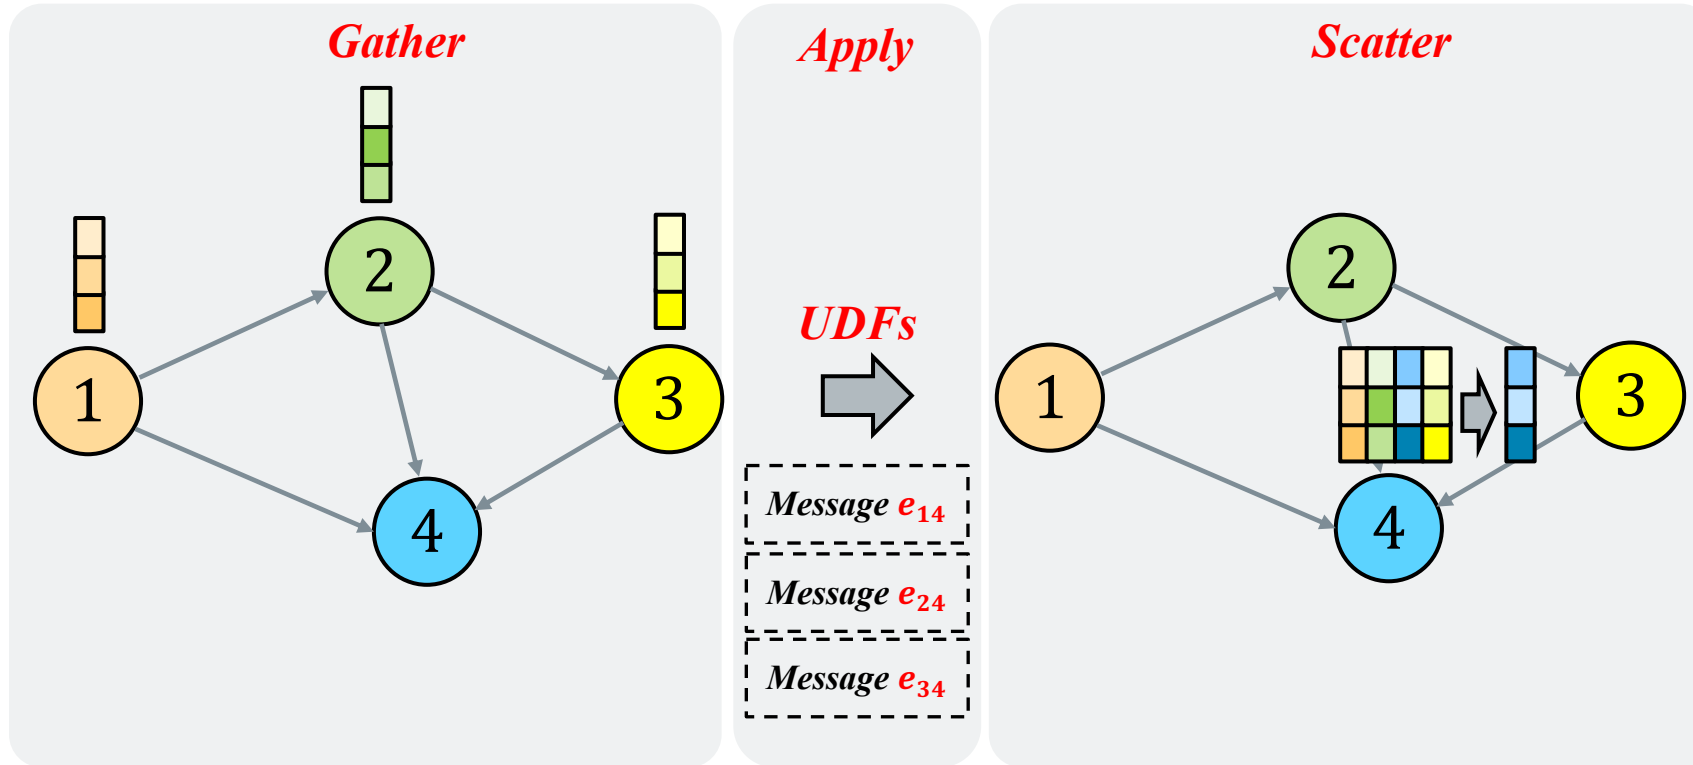 Gather
2
1
3
4
Apply
UDFs
Message e₁₄
Message e₂₄
Message e₃₄
Scatter
2
1
3
4